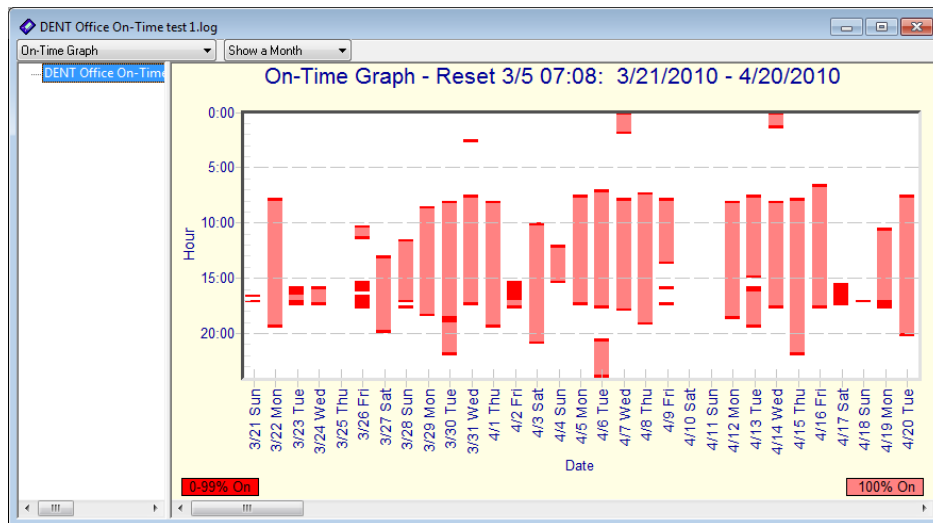 DENT Office On-Time test 1.log
On-Time Graph
Show a Month
DENT Office On-Time
On-Time Graph - Reset 3/5 07:08:  3/21/2010 - 4/20/2010
0:00
5:00
10:00
15:00
20:00
Hour
3/21 Sun
3/22 Mon
3/23 Tue
3/24 Wed
3/25 Thu
3/26 Fri
3/27 Sat
3/28 Sun
3/29 Mon
3/30 Tue
3/31 Wed
4/1 Thu
4/2 Fri
4/3 Sat
4/4 Sun
4/5 Mon
4/6 Tue
4/7 Wed
4/8 Thu
4/9 Fri
4/10 Sat
4/11 Sun
4/12 Mon
4/13 Tue
4/14 Wed
4/15 Thu
4/16 Fri
4/17 Sat
4/18 Sun
4/19 Mon
4/20 Tue
Date
0-99% On
100% On